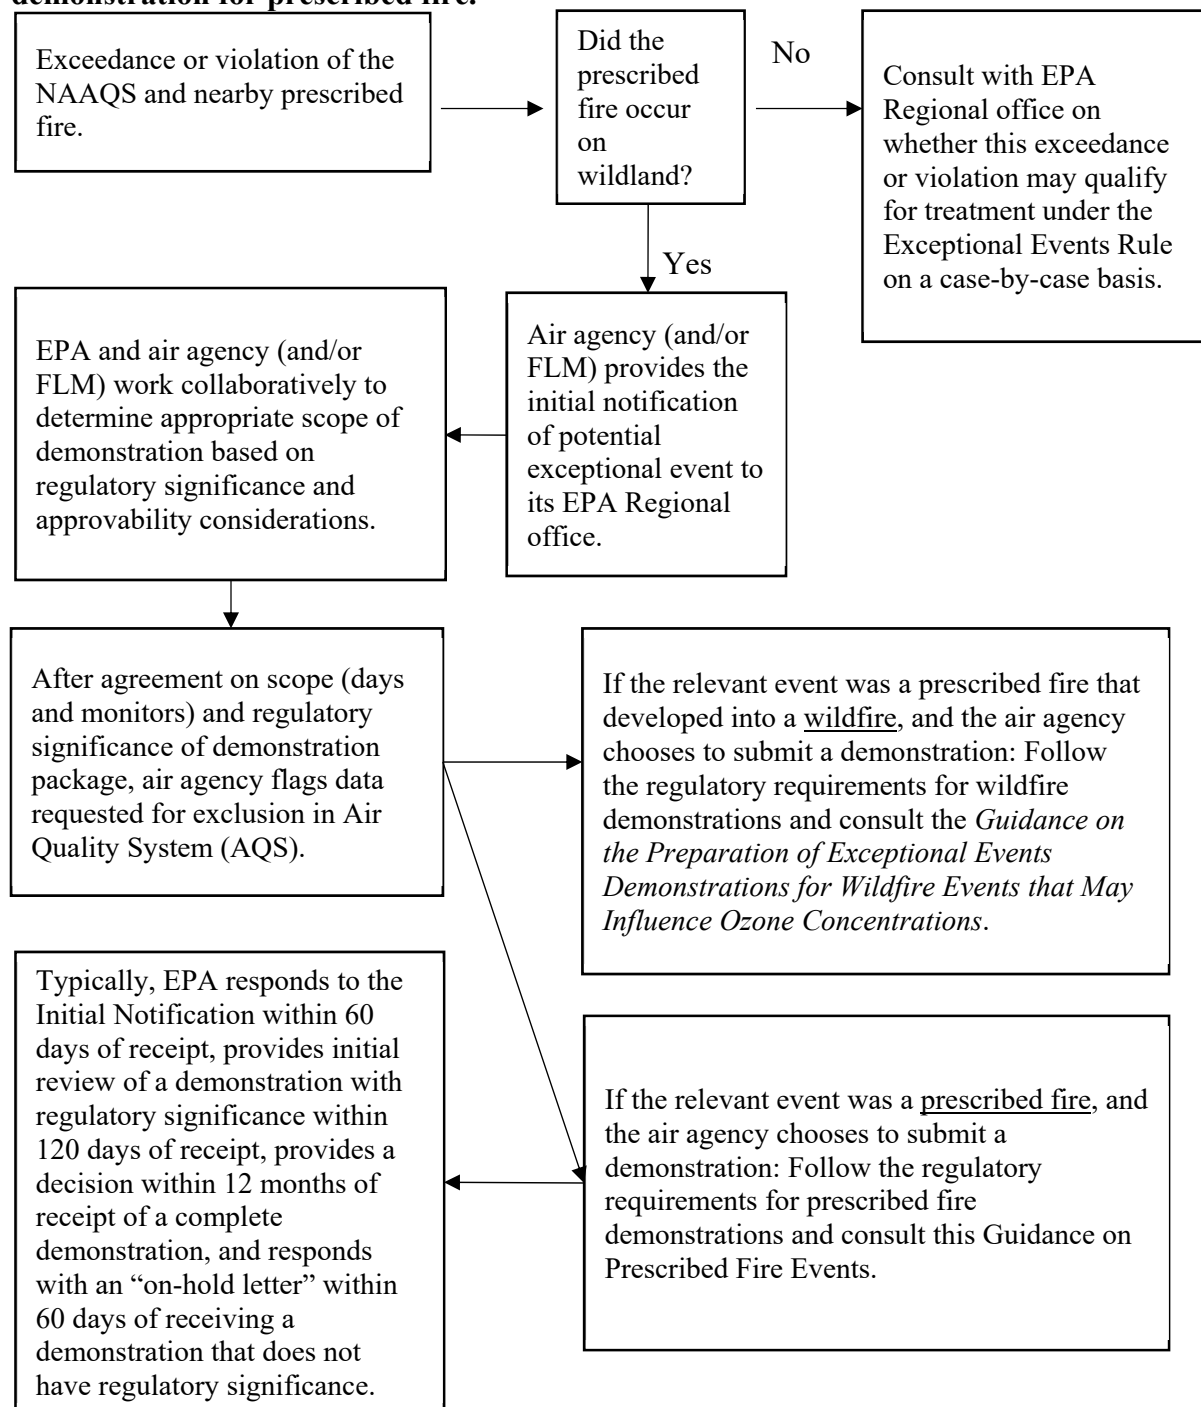 demonstration for prescribed fire.
Exceedance or violation of the
NAAQS and nearby prescribed
fire.
Did the
prescribed
fire occur
on
wildland?
No
Consult with EPA
Regional office on
whether this exceedance
or violation may qualify
for treatment under the
Exceptional Events Rule
on a case-by-case basis.
Yes
Air agency (and/or
FLM) provides the
initial notification
of potential
exceptional event to
its EPA Regional
office.
EPA and air agency (and/or
FLM) work collaboratively to
determine appropriate scope of
demonstration based on
regulatory significance and
approvability considerations.
After agreement on scope (days
and monitors) and regulatory
significance of demonstration
package, air agency flags data
requested for exclusion in Air
Quality System (AQS).
If the relevant event was a prescribed fire that
developed into a wildfire, and the air agency
chooses to submit a demonstration: Follow
the regulatory requirements for wildfire
demonstrations and consult the Guidance on
the Preparation of Exceptional Events
Demonstrations for Wildfire Events that May
Influence Ozone Concentrations.
If the relevant event was a prescribed fire, and
the air agency chooses to submit a
demonstration: Follow the regulatory
requirements for prescribed fire
demonstrations and consult this Guidance on
Prescribed Fire Events.
Typically, EPA responds to the
Initial Notification within 60
days of receipt, provides initial
review of a demonstration with
regulatory significance within
120 days of receipt, provides a
decision within 12 months of
receipt of a complete
demonstration, and responds
with an “on-hold letter” within
60 days of receiving a
demonstration that does not
have regulatory significance.